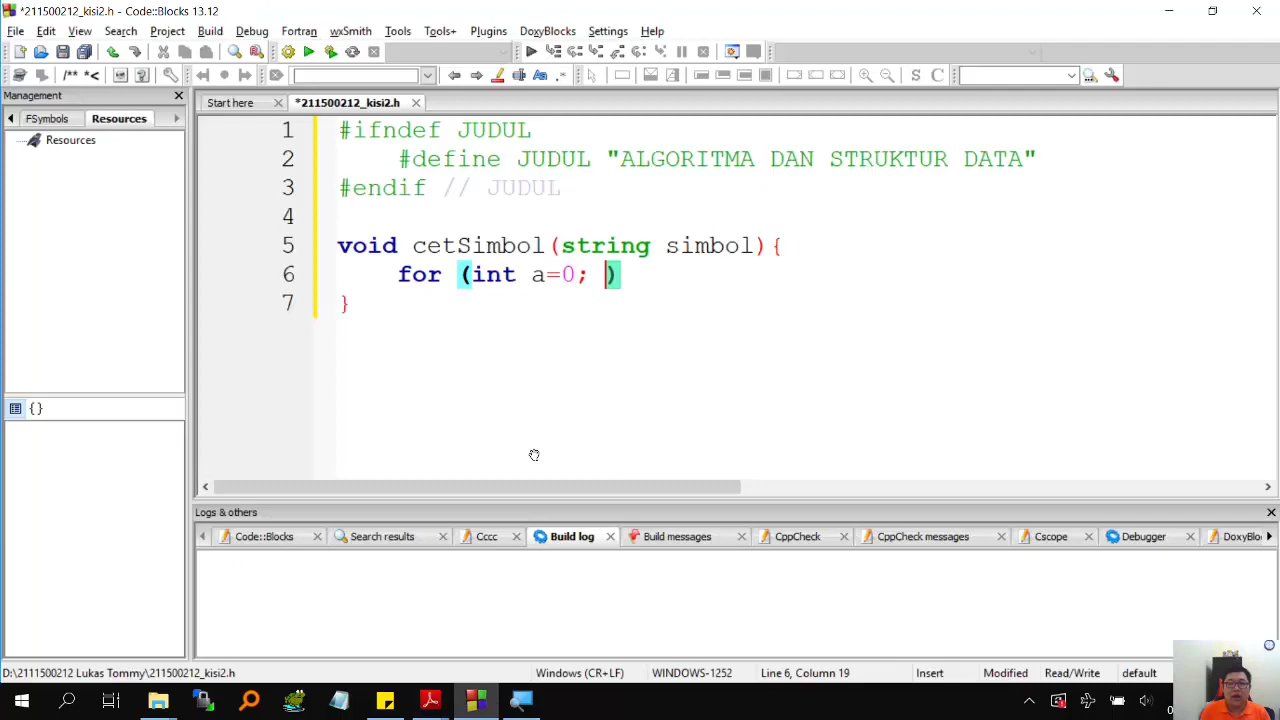 *211500212_kisi2.h - Code::Blocks 13.12
File Edit View Search Project Build Debug Fortran wxSmith Tools Tools+ Plugins DoxyBlocks Settings Help
/** *<
S C
Management
FSymbols Resources
Start here *211500212_kisi2.h
Resources
1 #ifndef JUDUL
2 #define JUDUL "ALGORITMA DAN STRUKTUR DATA"
3 #endif // JUDUL
4
5 void cetSimbol(string simbol){
6 for (int a=0; )
7 }
{}
Logs & others
Code::Blocks Search results Cccc Build log Build messages CppCheck CppCheck messages Cscope Debugger DoxyBlo
D:\2111500212 Lukas Tommy\211500212_kisi2.h Windows (CR+LF) WINDOWS-1252 Line 6, Column 19 Insert Modified Read/Write default